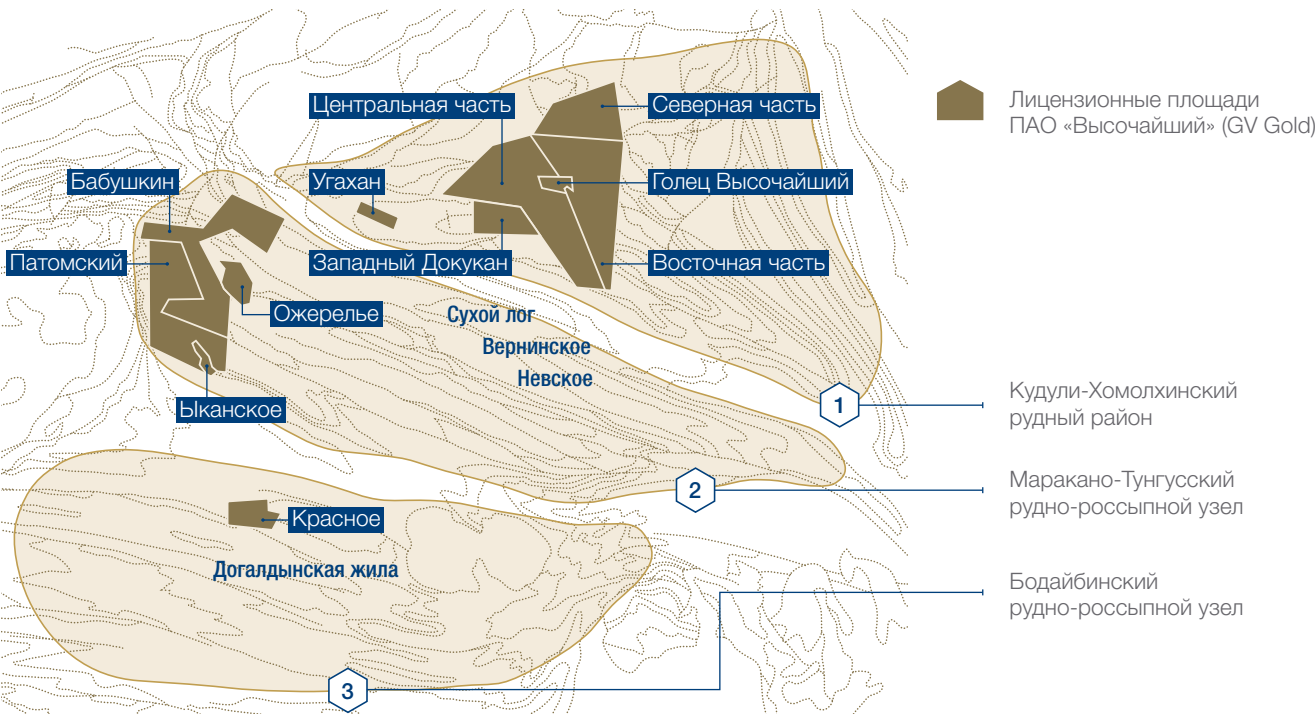 Центральная часть
Северная часть
Лицензионные площади
ПАО «Высочайший» (GV Gold)
Бабушкин
Угахан
Голец Высочайший
Патомский
Западный Докукан
Восточная часть
Ожерелье
Сухой лог
Вернинское
Невское
Ыканское
1
Кудули-Хомолхинский
рудный район
2
Маракано-Тунгусский
рудно-россыпной узел
Красное
Догалдынская жила
Бодайбинский
рудно-россыпной узел
3